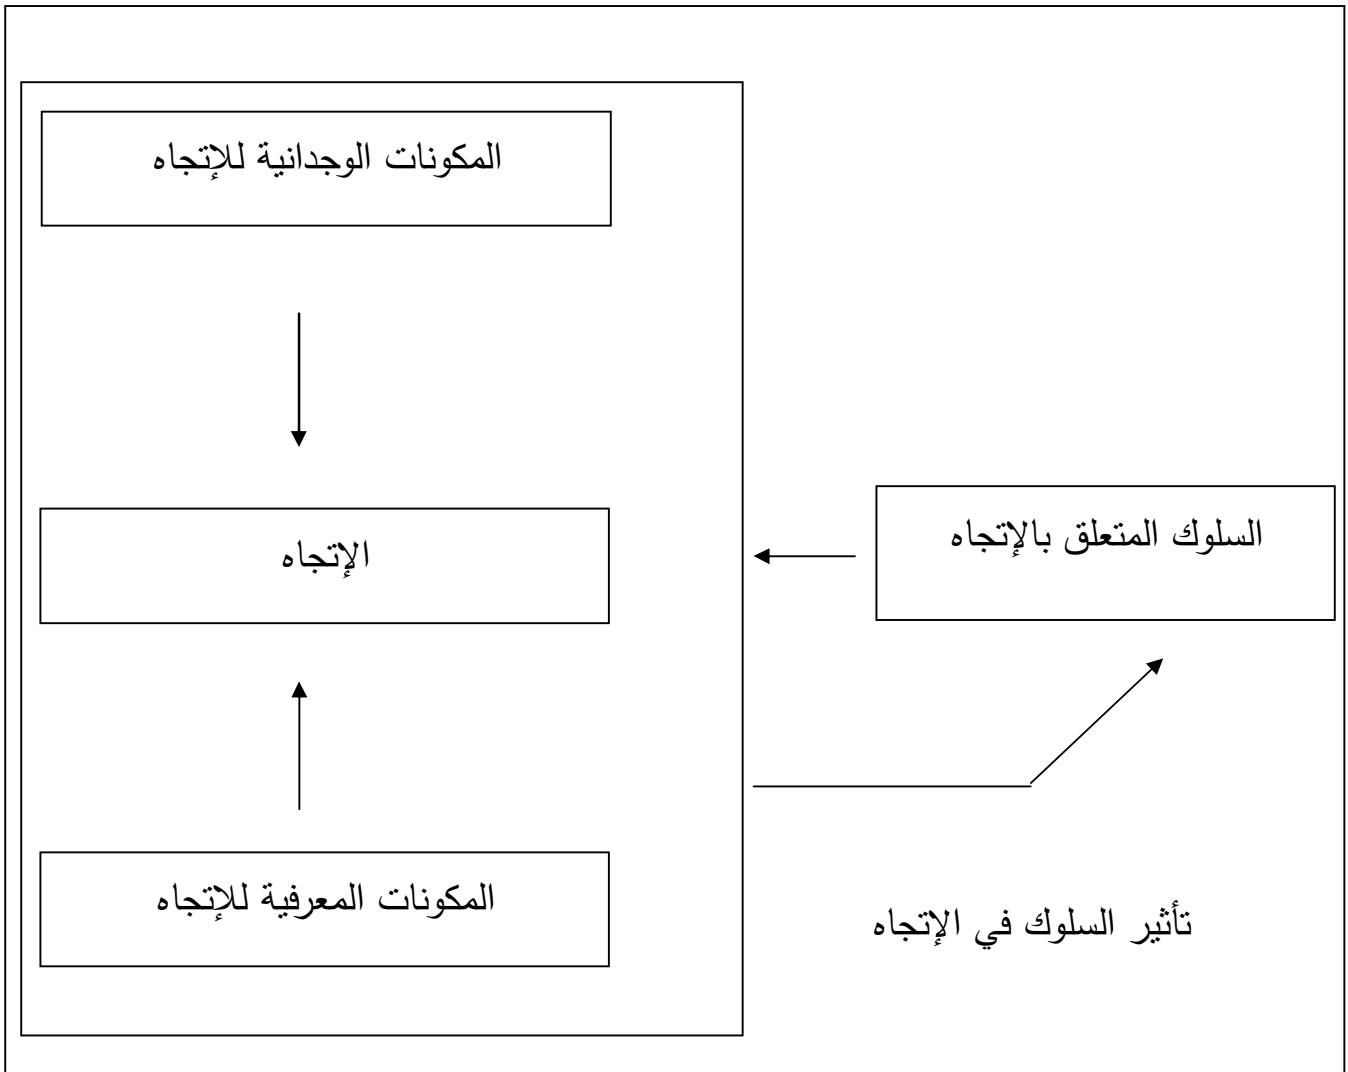 المكونات الوجدانية للإتجاه
السلوك المتعلق بالإتجاه
الإتجاه
المكونات المعرفية للإتجاه
تأثير السلوك في الإتجاه